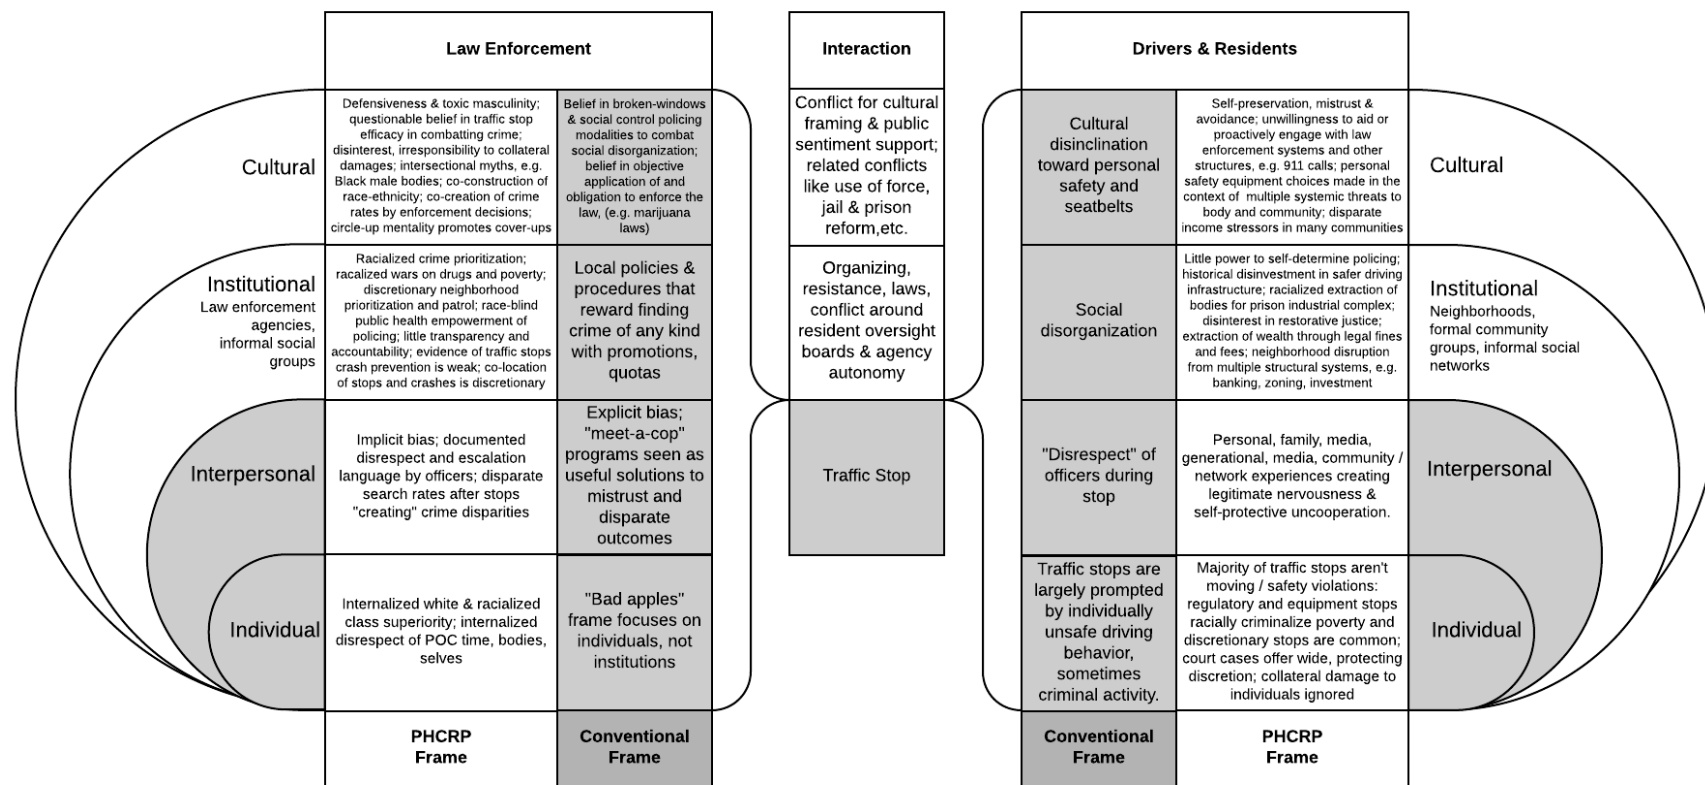 Law Enforcement
Interaction
Drivers & Residents
Cultural
Defensiveness & toxic masculinity;
questionable belief in traffic stop
efficacy in combatting crime;
disinterest, irresponsibility to collateral
damages; intersectional myths, e.g.
Black male bodies; co-construction of
race-ethnicity; co-creation of crime
rates by enforcement decisions;
circle-up mentality promotes cover-ups
Belief in broken-windows
& social control policing
modalities to combat
social disorganization;
belief in objective
application of and
obligation to enforce the
law, (e.g. marijuana
laws)
Conflict for cultural
framing & public
sentiment support;
related conflicts
like use of force,
jail & prison
reform,etc.
Cultural
disinclination
toward personal
safety and
seatbelts
Self-preservation, mistrust &
avoidance; unwillingness to aid or
proactively engage with law
enforcement systems and other
structures, e.g. 911 calls; personal
safety equipment choices made in the
context of multiple systemic threats to
body and community; disparate
income stressors in many communities
Cultural
Institutional
Law enforcement
agencies,
informal social
groups
Racialized crime prioritization;
racalized wars on drugs and poverty;
discretionary neighborhood
prioritization and patrol; race-blind
public health empowerment of
policing; little transparency and
accountability; evidence of traffic stops
crash prevention is weak; co-location
of stops and crashes is discretionary
Local policies &
procedures that
reward finding
crime of any kind
with promotions,
quotas
Organizing,
resistance, laws,
conflict around
resident oversight
boards & agency
autonomy
Social
disorganization
Little power to self-determine policing;
historical disinvestment in safer driving
infrastructure; racialized extraction of
bodies for prison industrial complex;
disinterest in restorative justice;
extraction of wealth through legal fines
and fees; neighborhood disruption
from multiple structural systems, e.g.
banking, zoning, investment
Institutional
Neighborhoods,
formal community
groups, informal social
networks
Interpersonal
Implicit bias; documented
disrespect and escalation
language by officers; disparate
search rates after stops
"creating" crime disparities
Explicit bias;
"meet-a-cop"
programs seen as
useful solutions to
mistrust and
disparate
outcomes
Traffic Stop
"Disrespect" of
officers during
stop
Personal, family, media,
generational, media, community /
network experiences creating
legitimate nervousness &
self-protective uncooperation.
Interpersonal
Individual
Internalized white & racialized
class superiority; internalized
disrespect of POC time, bodies,
selves
"Bad apples"
frame focuses on
individuals, not
institutions
Traffic stops are
largely prompted
by individually
unsafe driving
behavior,
sometimes
criminal activity.
Majority of traffic stops aren't
moving / safety violations:
regulatory and equipment stops
racially criminalize poverty and
discretionary stops are common;
court cases offer wide, protecting
discretion; collateral damage to
individuals ignored
Individual
PHCRP
Frame
Conventional
Frame
Conventional
Frame
PHCRP
Frame